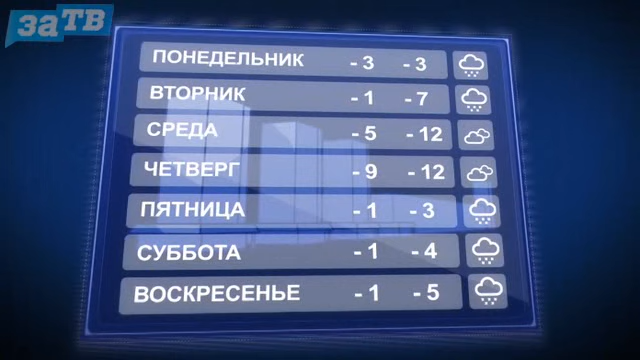 заТВ
ПОНЕДЕЛЬНИК - 3 - 3
ВТОРНИК - 1 - 7
СРЕДА - 5 - 12
ЧЕТВЕРГ - 9 - 12
ПЯТНИЦА - 1 - 3
СУББОТА - 1 - 4
ВОСКРЕСЕНЬЕ - 1 - 5